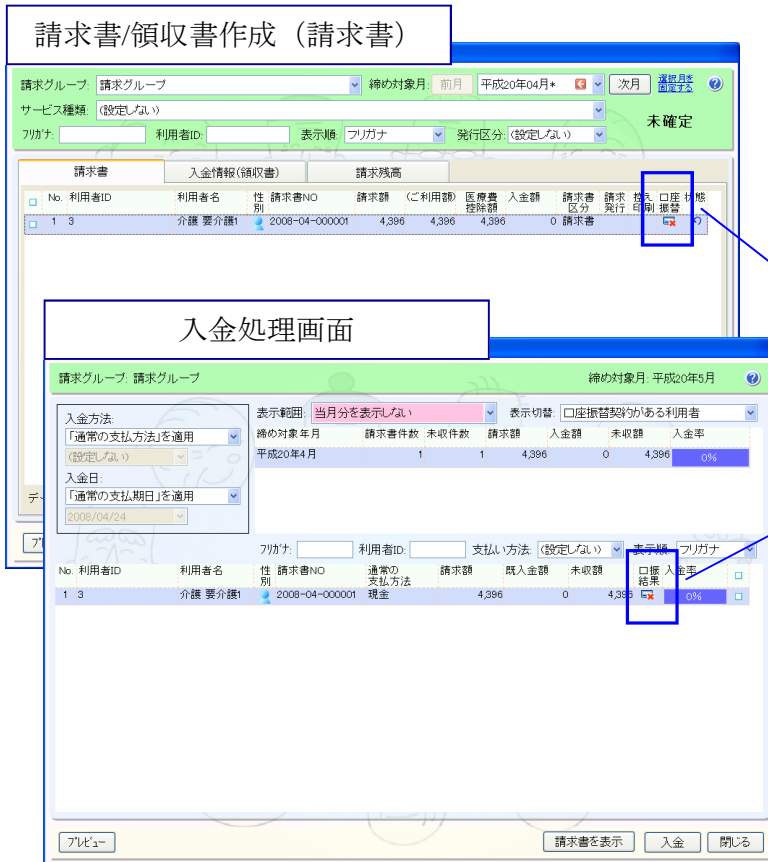 請求書/領収書作成（請求書）
請求グループ: 請求グループ 締め対象月: 前月 平成20年04月* 次月 選択月を固定する
サービス種類: (設定しない)
未確定
フリガナ: 利用者ID: 表示順: フリガナ 発行区分: (設定しない)
請求書 入金情報(領収書) 請求残高
No. 利用者ID 利用者名 性別 請求書NO 請求額 (ご利用額) 医療費控除額 入金額 請求書区分 請求発行 控え印刷 口座振替 状態
1 3 介護 要介護1 2008-04-000001 4,396 4,396 4,396 0 請求書
入金処理画面
請求グループ: 請求グループ 締め対象月: 平成20年5月
入金方法:
「通常の支払方法」を適用
(設定しない)
入金日:
「通常の支払期日」を適用
2008/04/24
表示範囲: 当月分を表示しない 表示切替: 口座振替契約がある利用者
締め対象年月 請求書件数 未収件数 請求額 入金額 未収額 入金率
平成20年4月 1 1 4,396 0 4,396 0%
フリガナ: 利用者ID: 支払い方法: (設定しない) 表示順: フリガナ
No. 利用者ID 利用者名 性別 請求書NO 通常の支払方法 請求額 既入金額 未収額 口振結果 入金率
1 3 介護 要介護1 2008-04-000001 現金 4,396 0 4,396 0%
プレビュー 請求書を表示 入金 閉じる